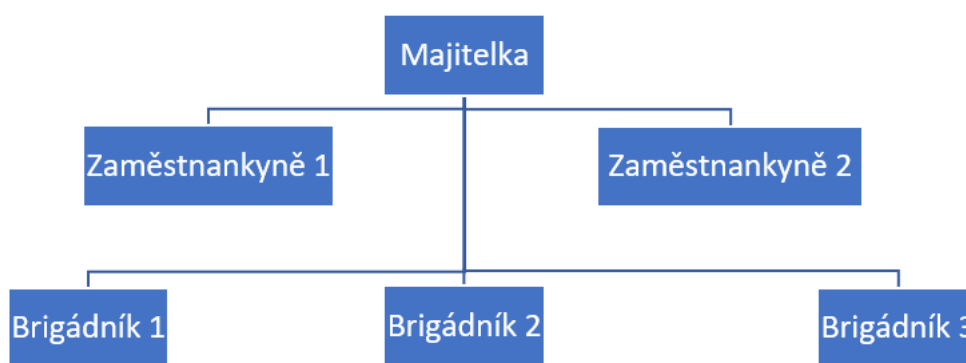 Majitelka
Zaměstnankyně 1
Zaměstnankyně 2
Brigádník 1
Brigádník 2
Brigádník 3